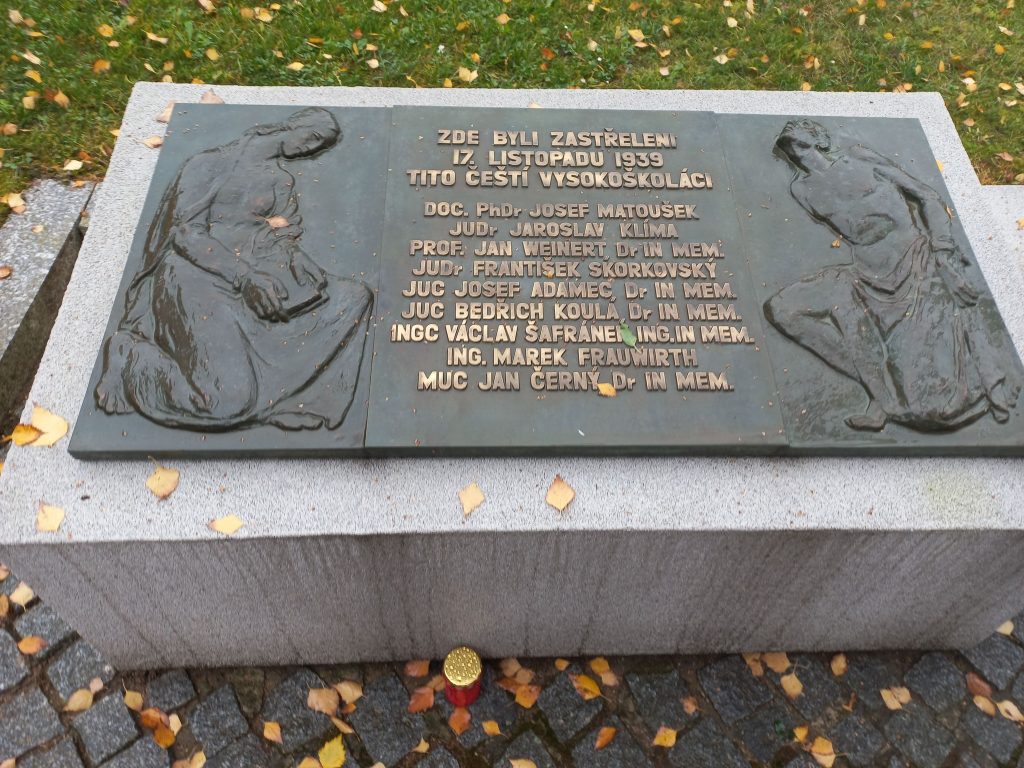 ZDE BYLI ZASTŘELENI
17. LISTOPADU 1939
TITO ČEŠTÍ VYSOKOŠKOLÁCI
DOC. PhDr JOSEF MATOUŠEK
JUDr JAROSLAV KLÍMA
PROF. JAN WEINERT, Dr IN MEM.
JUDr FRANTIŠEK SKORKOVSKÝ
JUC JOSEF ADAMEC, Dr IN MEM.
JUC BEDŘICH KOULA, Dr IN MEM.
INGC VÁCLAV ŠAFRÁNEK, ING. IN MEM.
ING. MAREK FRAUWIRTH
MUC JAN ČERNÝ, Dr IN MEM.